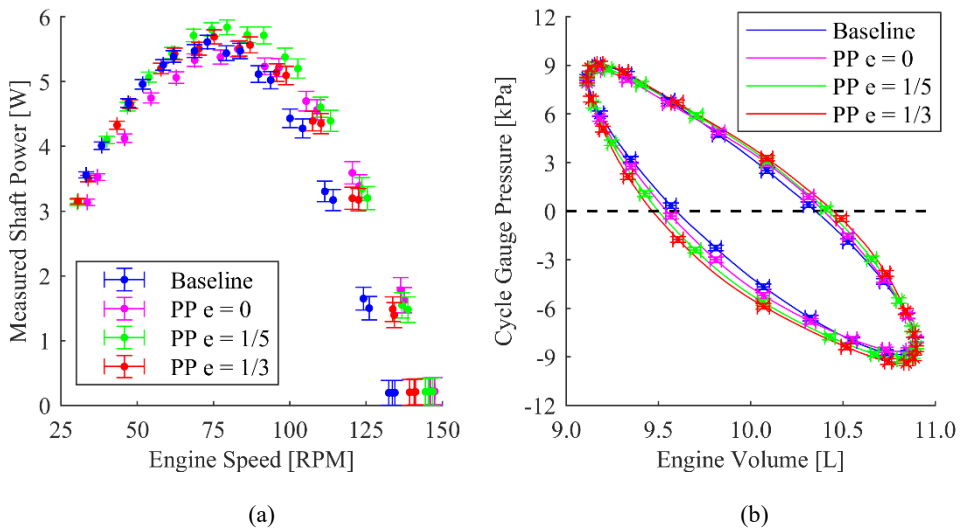 Measured Shaft Power [W]
6
5
4
3
2
1
0
25
50
75
100
125
150
Engine Speed [RPM]
Baseline
PP e = 0
PP e = 1/5
PP e = 1/3
(a)
Cycle Gauge Pressure [kPa]
12
9
6
3
0
-3
-6
-9
-12
9.0
9.5
10.0
10.5
11.0
Engine Volume [L]
Baseline
PP e = 0
PP e = 1/5
PP e = 1/3
(b)